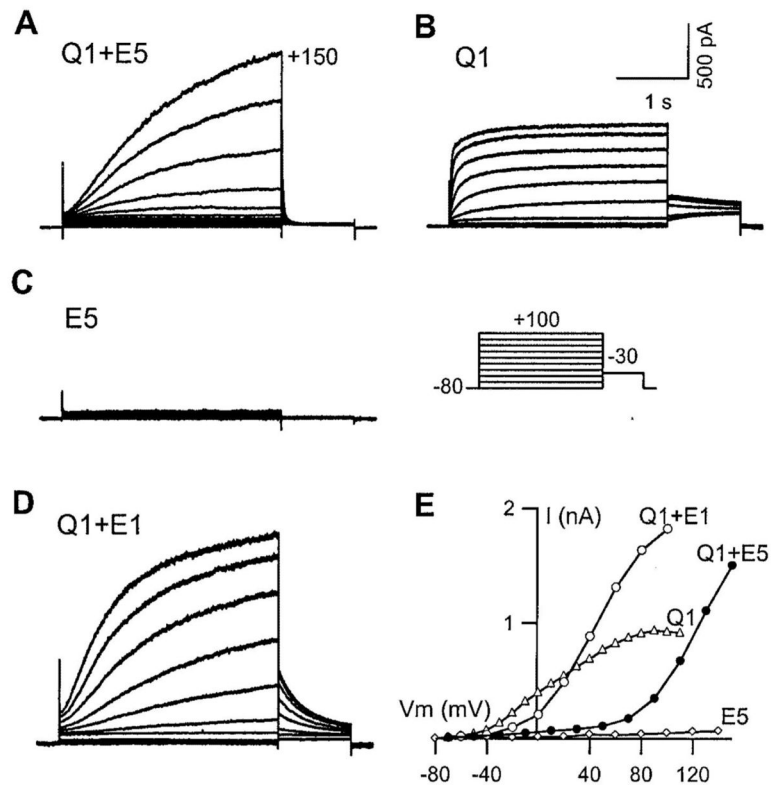 A
Q1+E5
+150
B
Q1
500 pA
1 s
C
E5
+100
-30
-80
D
Q1+E1
E
2
I (nA)
Q1+E1
Q1+E5
1
Q1
Vm (mV)
E5
-80 -40 40 80 120